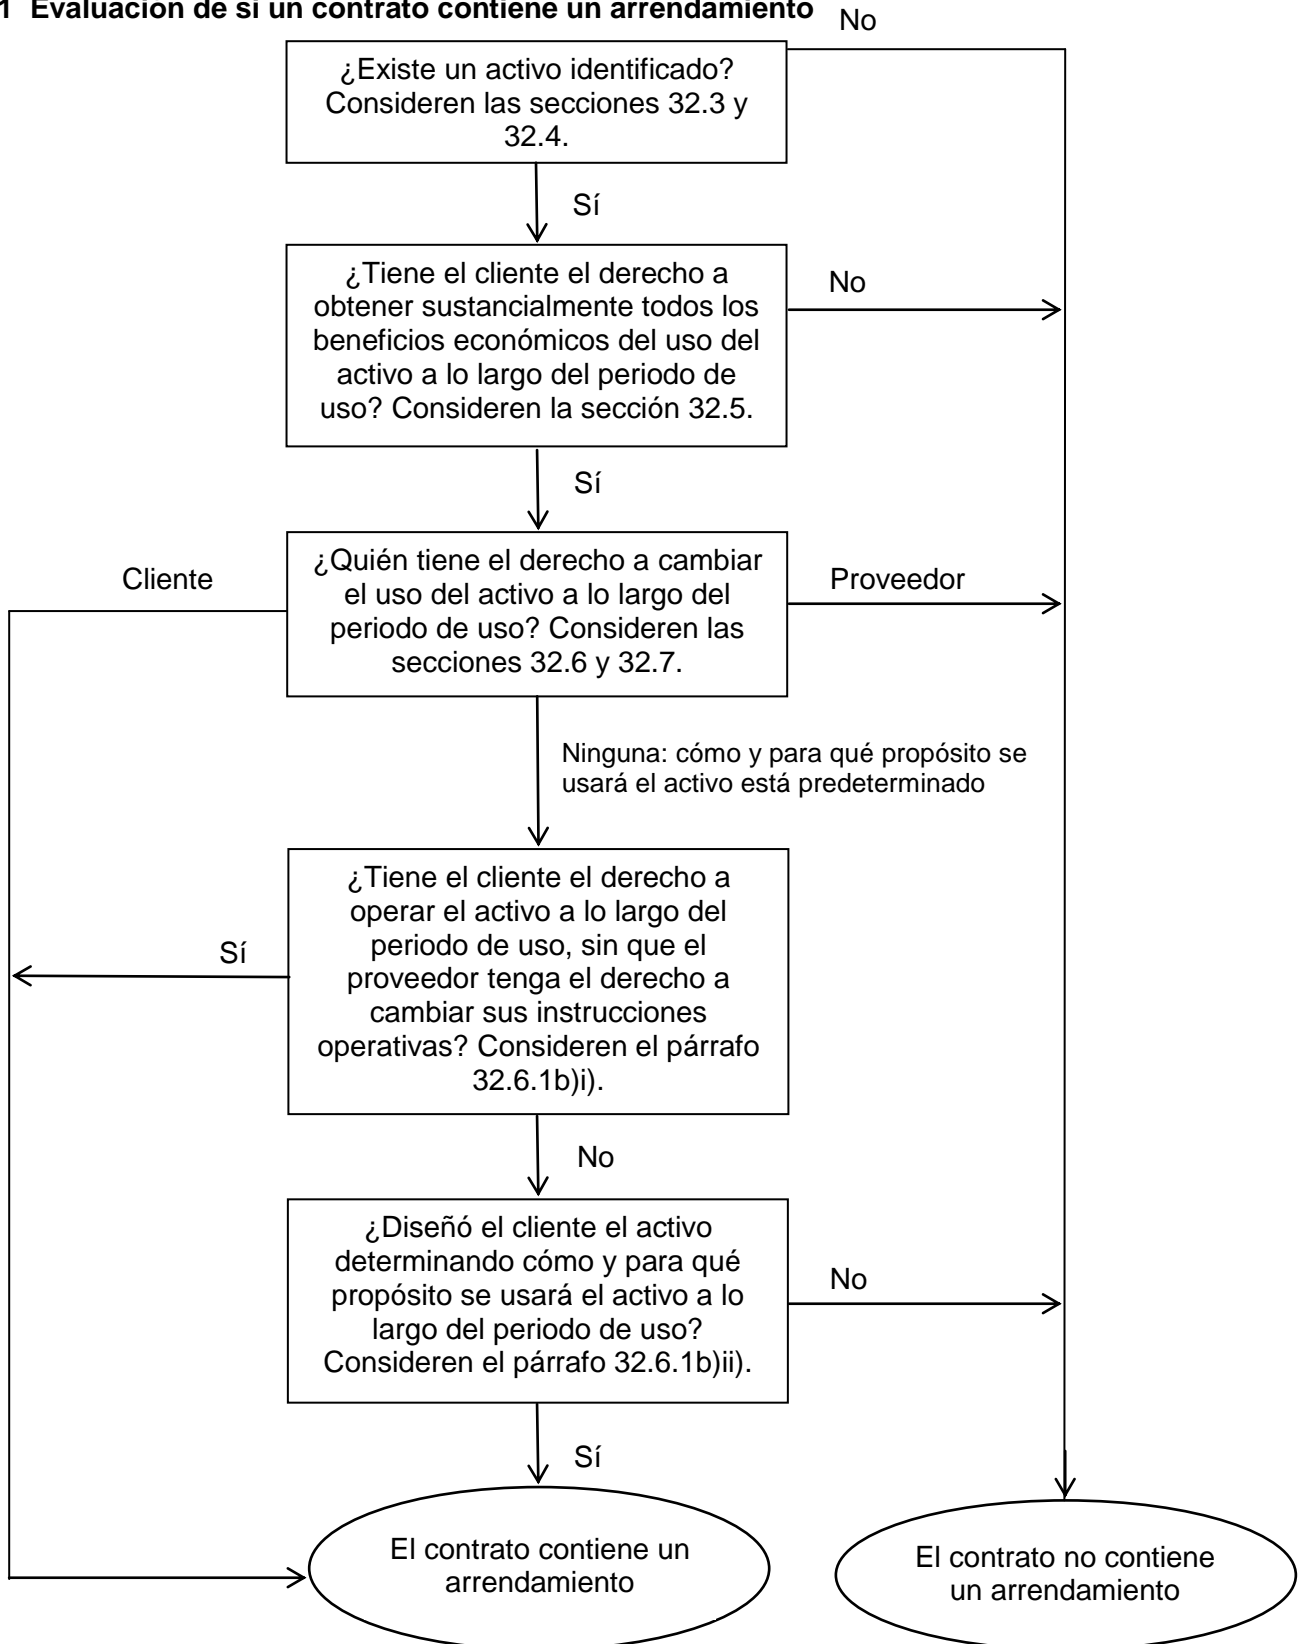 1 Evaluación de si un contrato contiene un arrendamiento
No
¿Existe un activo identificado?
Consideren las secciones 32.3 y
32.4.
Sí
¿Tiene el cliente el derecho a
obtener sustancialmente todos los
beneficios económicos del uso del
activo a lo largo del periodo de
uso? Consideren la sección 32.5.
No
Sí
Cliente
¿Quién tiene el derecho a cambiar
el uso del activo a lo largo del
periodo de uso? Consideren las
secciones 32.6 y 32.7.
Proveedor
Ninguna: cómo y para qué propósito se
usará el activo está predeterminado
¿Tiene el cliente el derecho a
operar el activo a lo largo del
periodo de uso, sin que el
proveedor tenga el derecho a
cambiar sus instrucciones
operativas? Consideren el párrafo
32.6.1b)i).
Sí
No
¿Diseñó el cliente el activo
determinando cómo y para qué
propósito se usará el activo a lo
largo del periodo de uso?
Consideren el párrafo 32.6.1b)ii).
No
Sí
El contrato contiene un
arrendamiento
El contrato no contiene
un arrendamiento